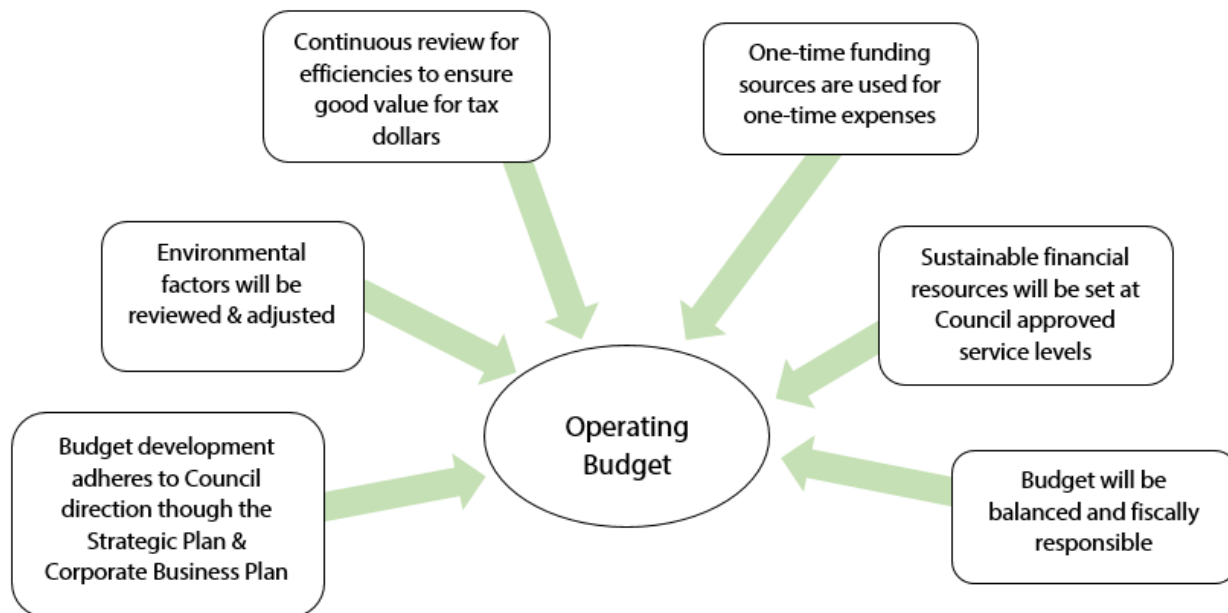 Continuous review for
efficiencies to ensure
good value for tax
dollars
One-time funding
sources are used for
one-time expenses
Environmental
factors will be
reviewed & adjusted
Sustainable financial
resources will be set at
Council approved
service levels
Operating
Budget
Budget development
adheres to Council
direction though the
Strategic Plan &
Corporate Business Plan
Budget will be
balanced and fiscally
responsible